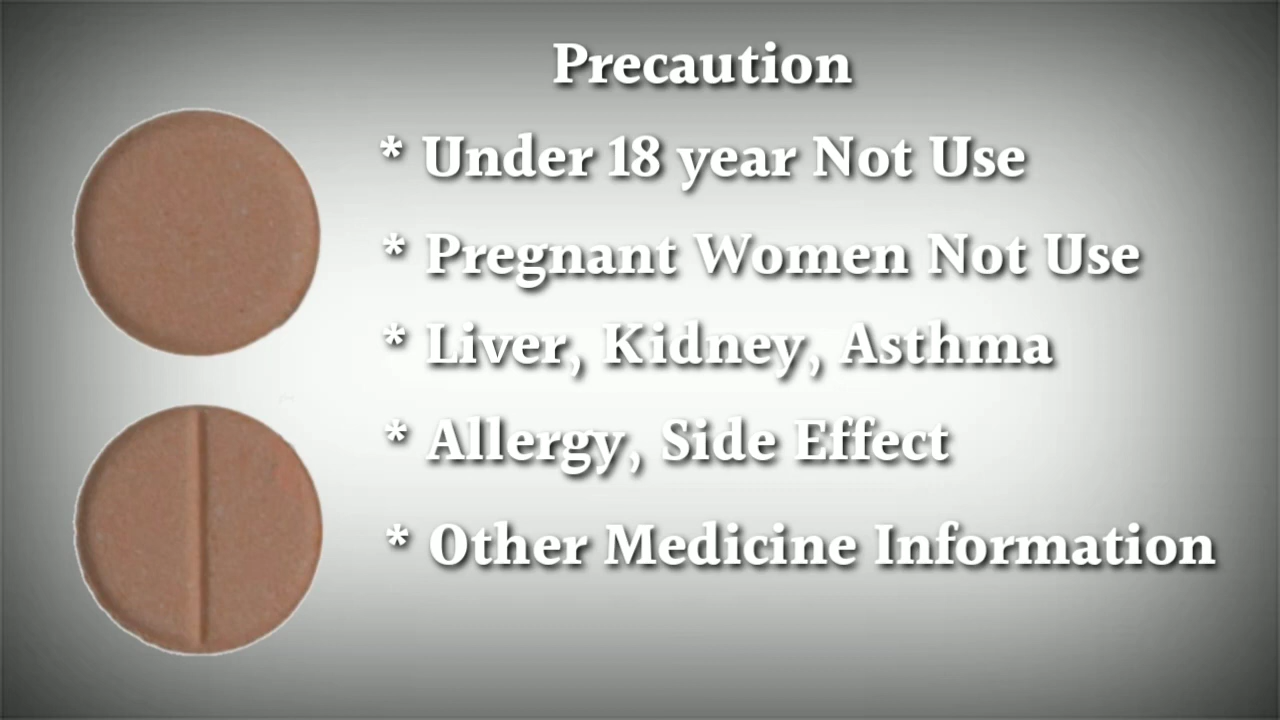 Precaution
* Under 18 year Not Use
* Pregnant Women Not Use
* Liver, Kidney, Asthma
* Allergy, Side Effect
* Other Medicine Information